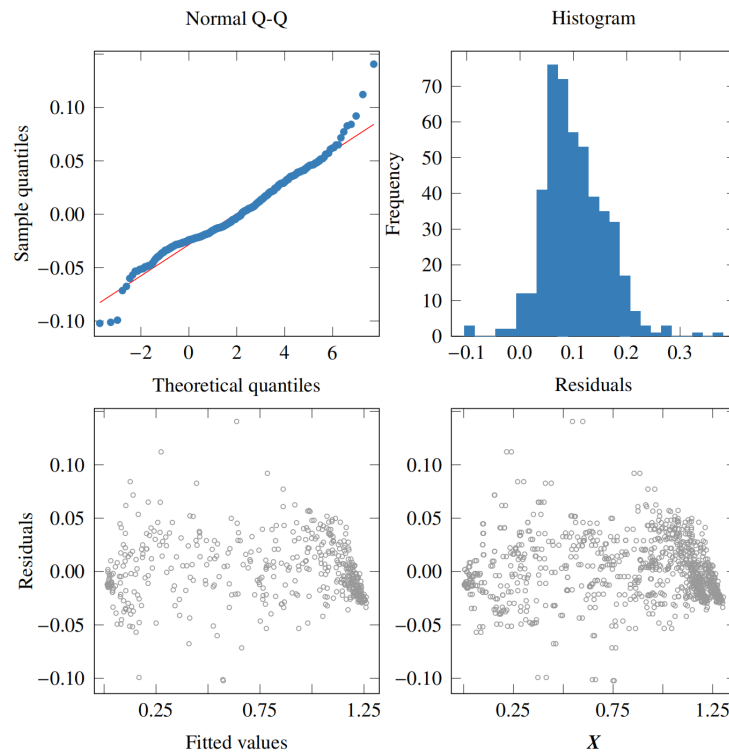 Normal Q-Q
Histogram
Sample quantiles
0.10
0.05
0.00
−0.05
−0.10
−2 0 2 4 6
Theoretical quantiles
Frequency
70
60
50
40
30
20
10
0
−0.1 0.0 0.1 0.2 0.3
Residuals
Residuals
0.10
0.05
0.00
−0.05
−0.10
0.25 0.75 1.25
Fitted values
0.10
0.05
0.00
−0.05
−0.10
0.25 0.75 1.25
X